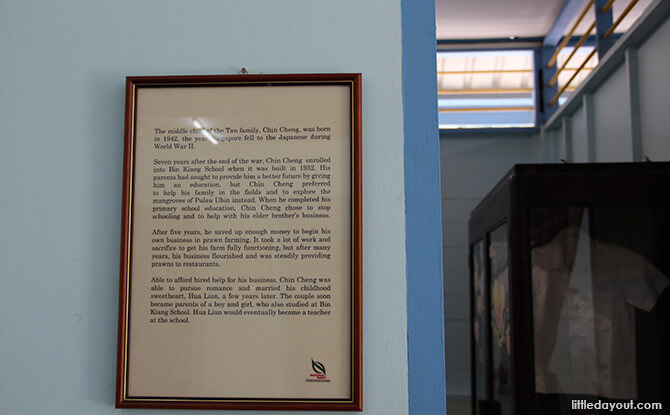 The middle child of the Tan family, Chin Cheng, was born
in 1942, the year Singapore fell to the Japanese during
World War II.
Seven years after the end of the war, Chin Cheng enrolled
into Bin Kiang School when it was built in 1952. His
parents had sought to provide him a better future by giving
him an education, but Chin Cheng preferred
to help his family in the fields and to explore the
mangroves of Pulau Ubin instead. When he completed his
primary school education, Chin Cheng chose to stop
schooling and to help with his elder brother's business.
After five years, he saved up enough money to begin his
own business in prawn farming. It took a lot of work and
sacrifice to get his farm fully functioning, but after many
years, his business flourished and was steadily providing
prawns to restaurants.
Able to afford hired help for his business, Chin Cheng was
able to pursue romance and married his childhood
sweetheart, Hua Lian, a few years later. The couple soon
became parents of a boy and girl, who also studied at Bin
Kiang School. Hua Lian would eventually become a teacher
at the school.
littledayout.com